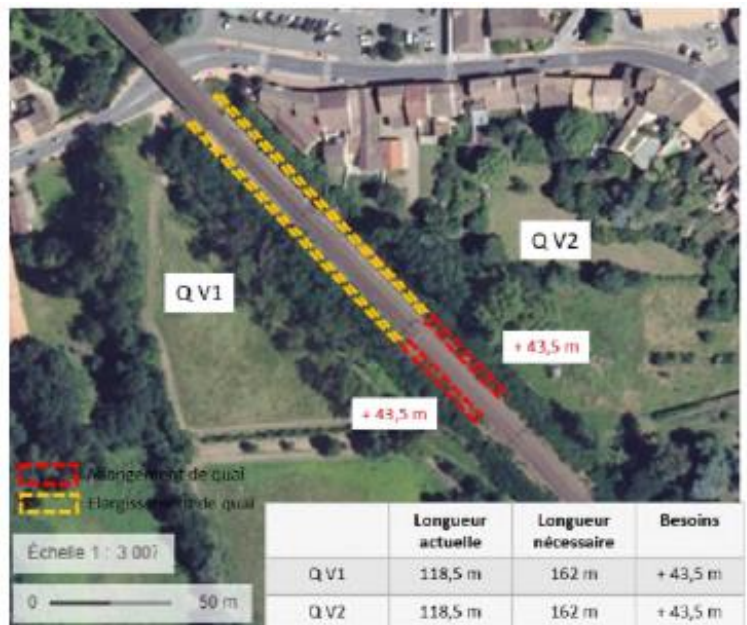 Q V2
Q V1
+ 43,5 m
+ 43,5 m
Allongement de quai
Elargissement de quai
Échelle 1 : 3 007
0 50 m
Longueur actuelle Longueur nécessaire Besoins
Q V1 118,5 m 162 m + 43,5 m
Q V2 118,5 m 162 m + 43,5 m